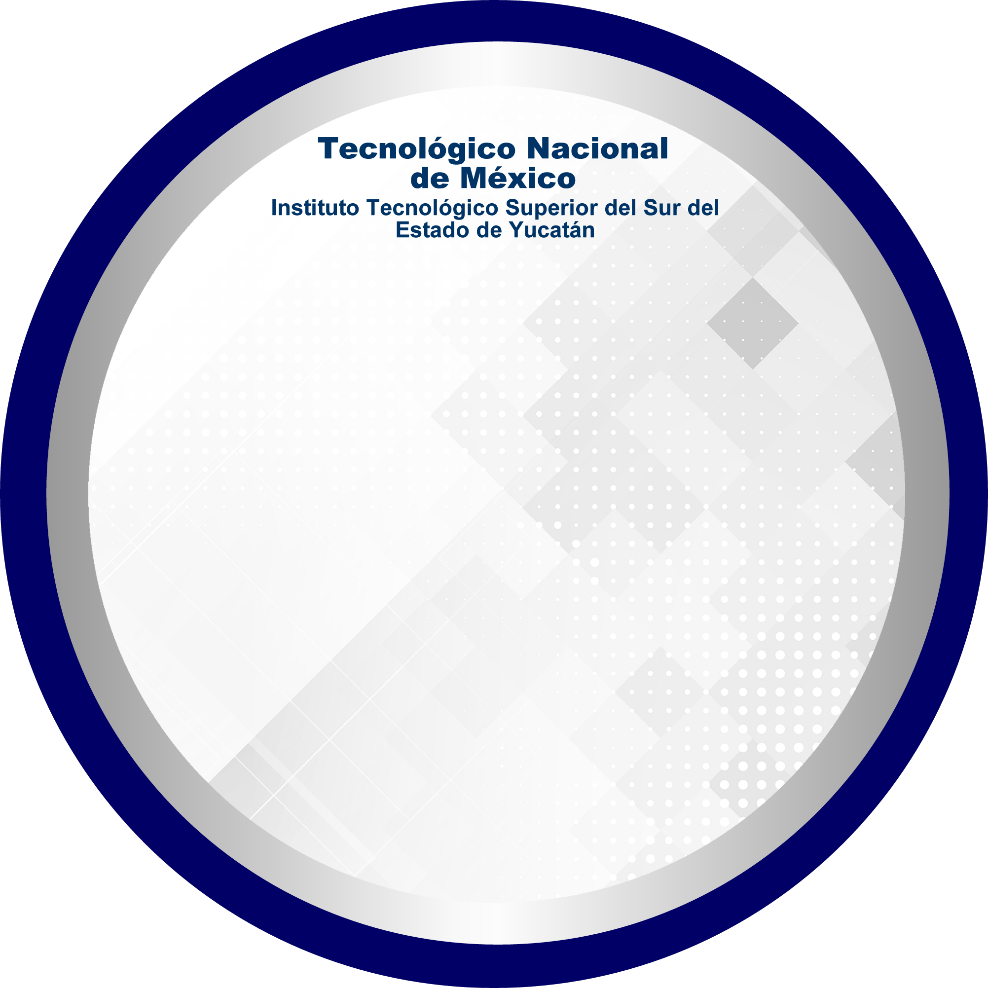 Tecnológico Nacional
de México
Instituto Tecnológico Superior del Sur del
Estado de Yucatán